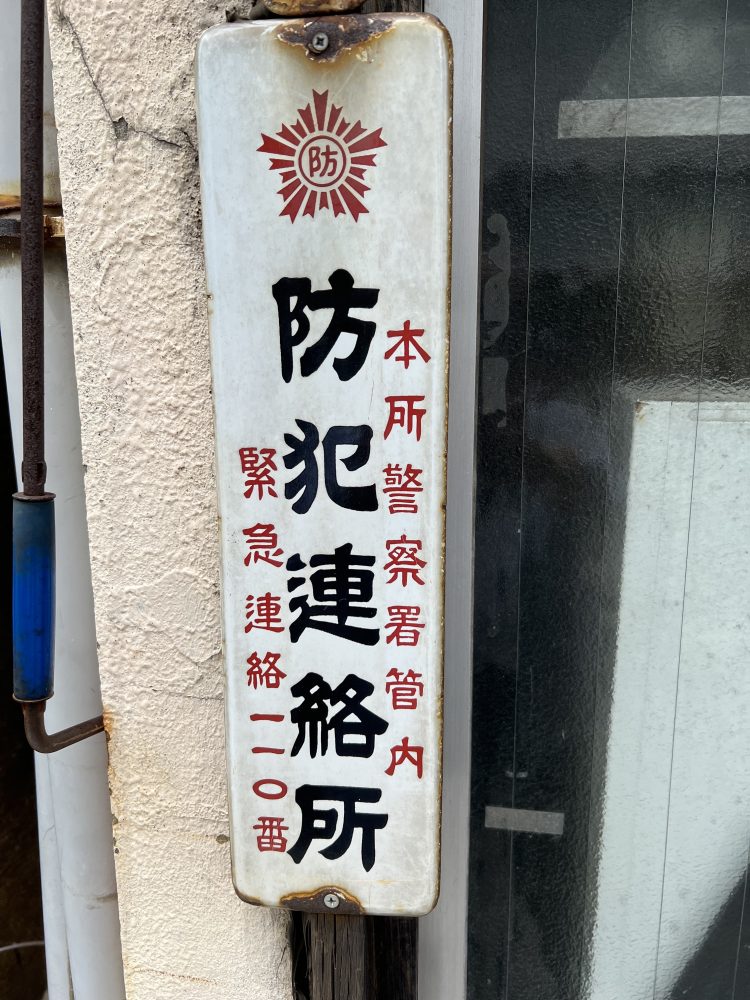 防
本所警察署管内
防犯連絡所
緊急連絡一一〇番